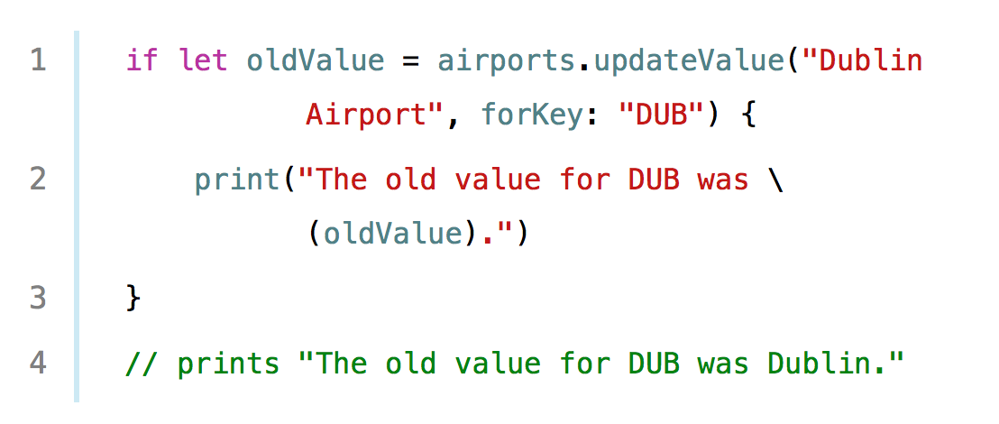 1 if let oldValue = airports.updateValue("Dublin
Airport", forKey: "DUB") {
2 print("The old value for DUB was \
(oldValue).")
3 }
4 // prints "The old value for DUB was Dublin."